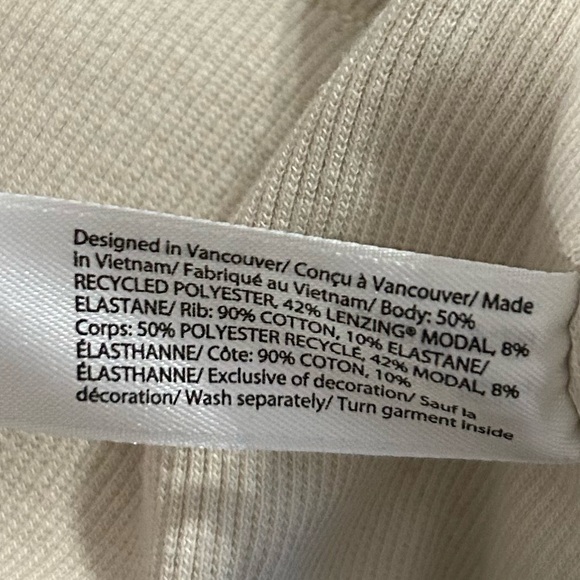 Designed in Vancouver/ Conçu à Vancouver/ Made
in Vietnam/ Fabriqué au Vietnam/ Body: 50%
RECYCLED POLYESTER, 42% LENZING® MODAL, 8%
ELASTANE/ Rib: 90% COTTON, 10% ELASTANE/
Corps: 50% POLYESTER RECYCLÉ, 42% MODAL, 8%
ÉLASTHANNE/ Côte: 90% COTON, 10%
ÉLASTHANNE/ Exclusive of decoration/ Sauf la
décoration/ Wash separately/ Turn garment inside